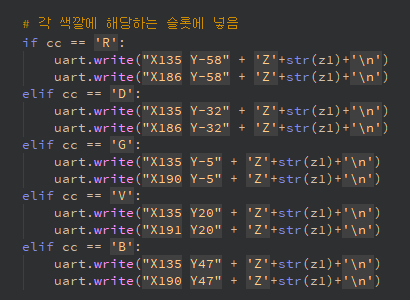 # 각 색깔에 해당하는 슬롯에 넣음
if cc == 'R':
    uart.write("X135 Y-58" + 'Z'+str(z1)+'\n')
    uart.write("X186 Y-58" + 'Z'+str(z1)+'\n')
elif cc == 'D':
    uart.write("X135 Y-32" + 'Z'+str(z1)+'\n')
    uart.write("X186 Y-32" + 'Z'+str(z1)+'\n')
elif cc == 'G':
    uart.write("X135 Y-5" + 'Z'+str(z1)+'\n')
    uart.write("X190 Y-5" + 'Z'+str(z1)+'\n')
elif cc == 'V':
    uart.write("X135 Y20" + 'Z'+str(z1)+'\n')
    uart.write("X191 Y20" + 'Z'+str(z1)+'\n')
elif cc == 'B':
    uart.write("X135 Y47" + 'Z'+str(z1)+'\n')
    uart.write("X190 Y47" + 'Z'+str(z1)+'\n')